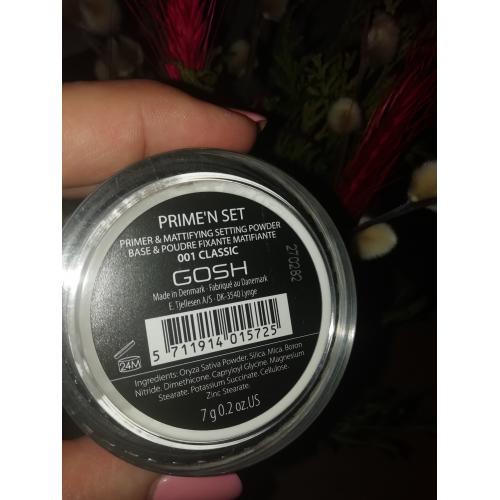 PRIME'N SET
PRIMER & MATTIFYING SETTING POWDER
BASE & POUDRE FIXANTE MATIFIANTE
001 CLASSIC
GOSH
Made in Denmark · Fabriqué au Danemark
E. Tjellesen A/S · DK-3540 Lynge
5 711914 015725
24M
Ingredients: Oryza Sativa Powder, Silica, Mica, Boron
Nitride, Dimethicone, Capryloyl Glycine, Magnesium
Stearate, Potassium Succinate, Cellulose,
Zinc Stearate.
7 g 0.2 oz.US
270282